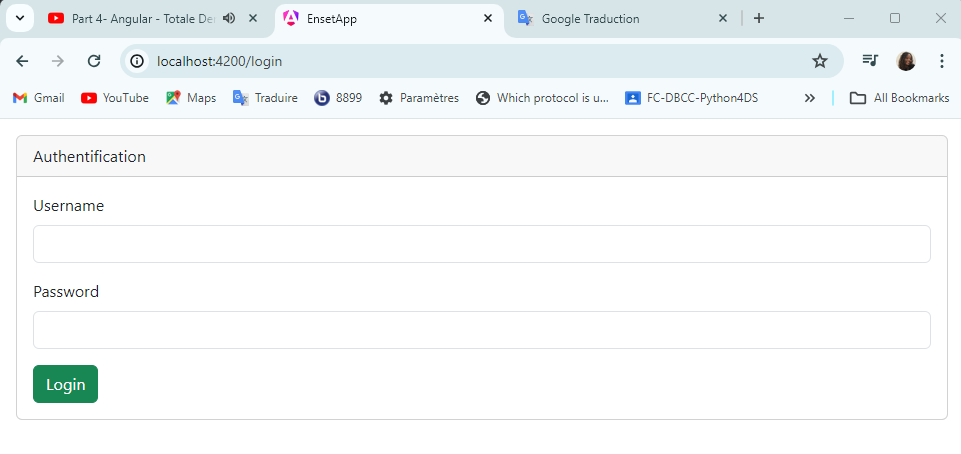 Part 4- Angular - Totale De
EnsetApp
Google Traduction
localhost:4200/login
Gmail
YouTube
Maps
Traduire
8899
Paramètres
Which protocol is u...
FC-DBCC-Python4DS
All Bookmarks
Authentification
Username
Password
Login